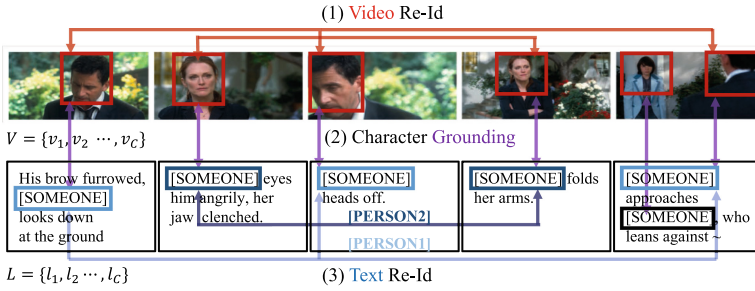 (1) Video Re-Id
V = {v₁, v₂ ⋯, v_C}
(2) Character Grounding
His brow furrowed,
[SOMEONE]
looks down
at the ground
[SOMEONE] eyes
him angrily, her
jaw clenched.
[SOMEONE]
heads off.
[PERSON2]
[PERSON1]
[SOMEONE] folds
her arms.
[SOMEONE]
approaches
[SOMEONE], who
leans against ~
L = {l₁, l₂ ⋯, l_C}
(3) Text Re-Id